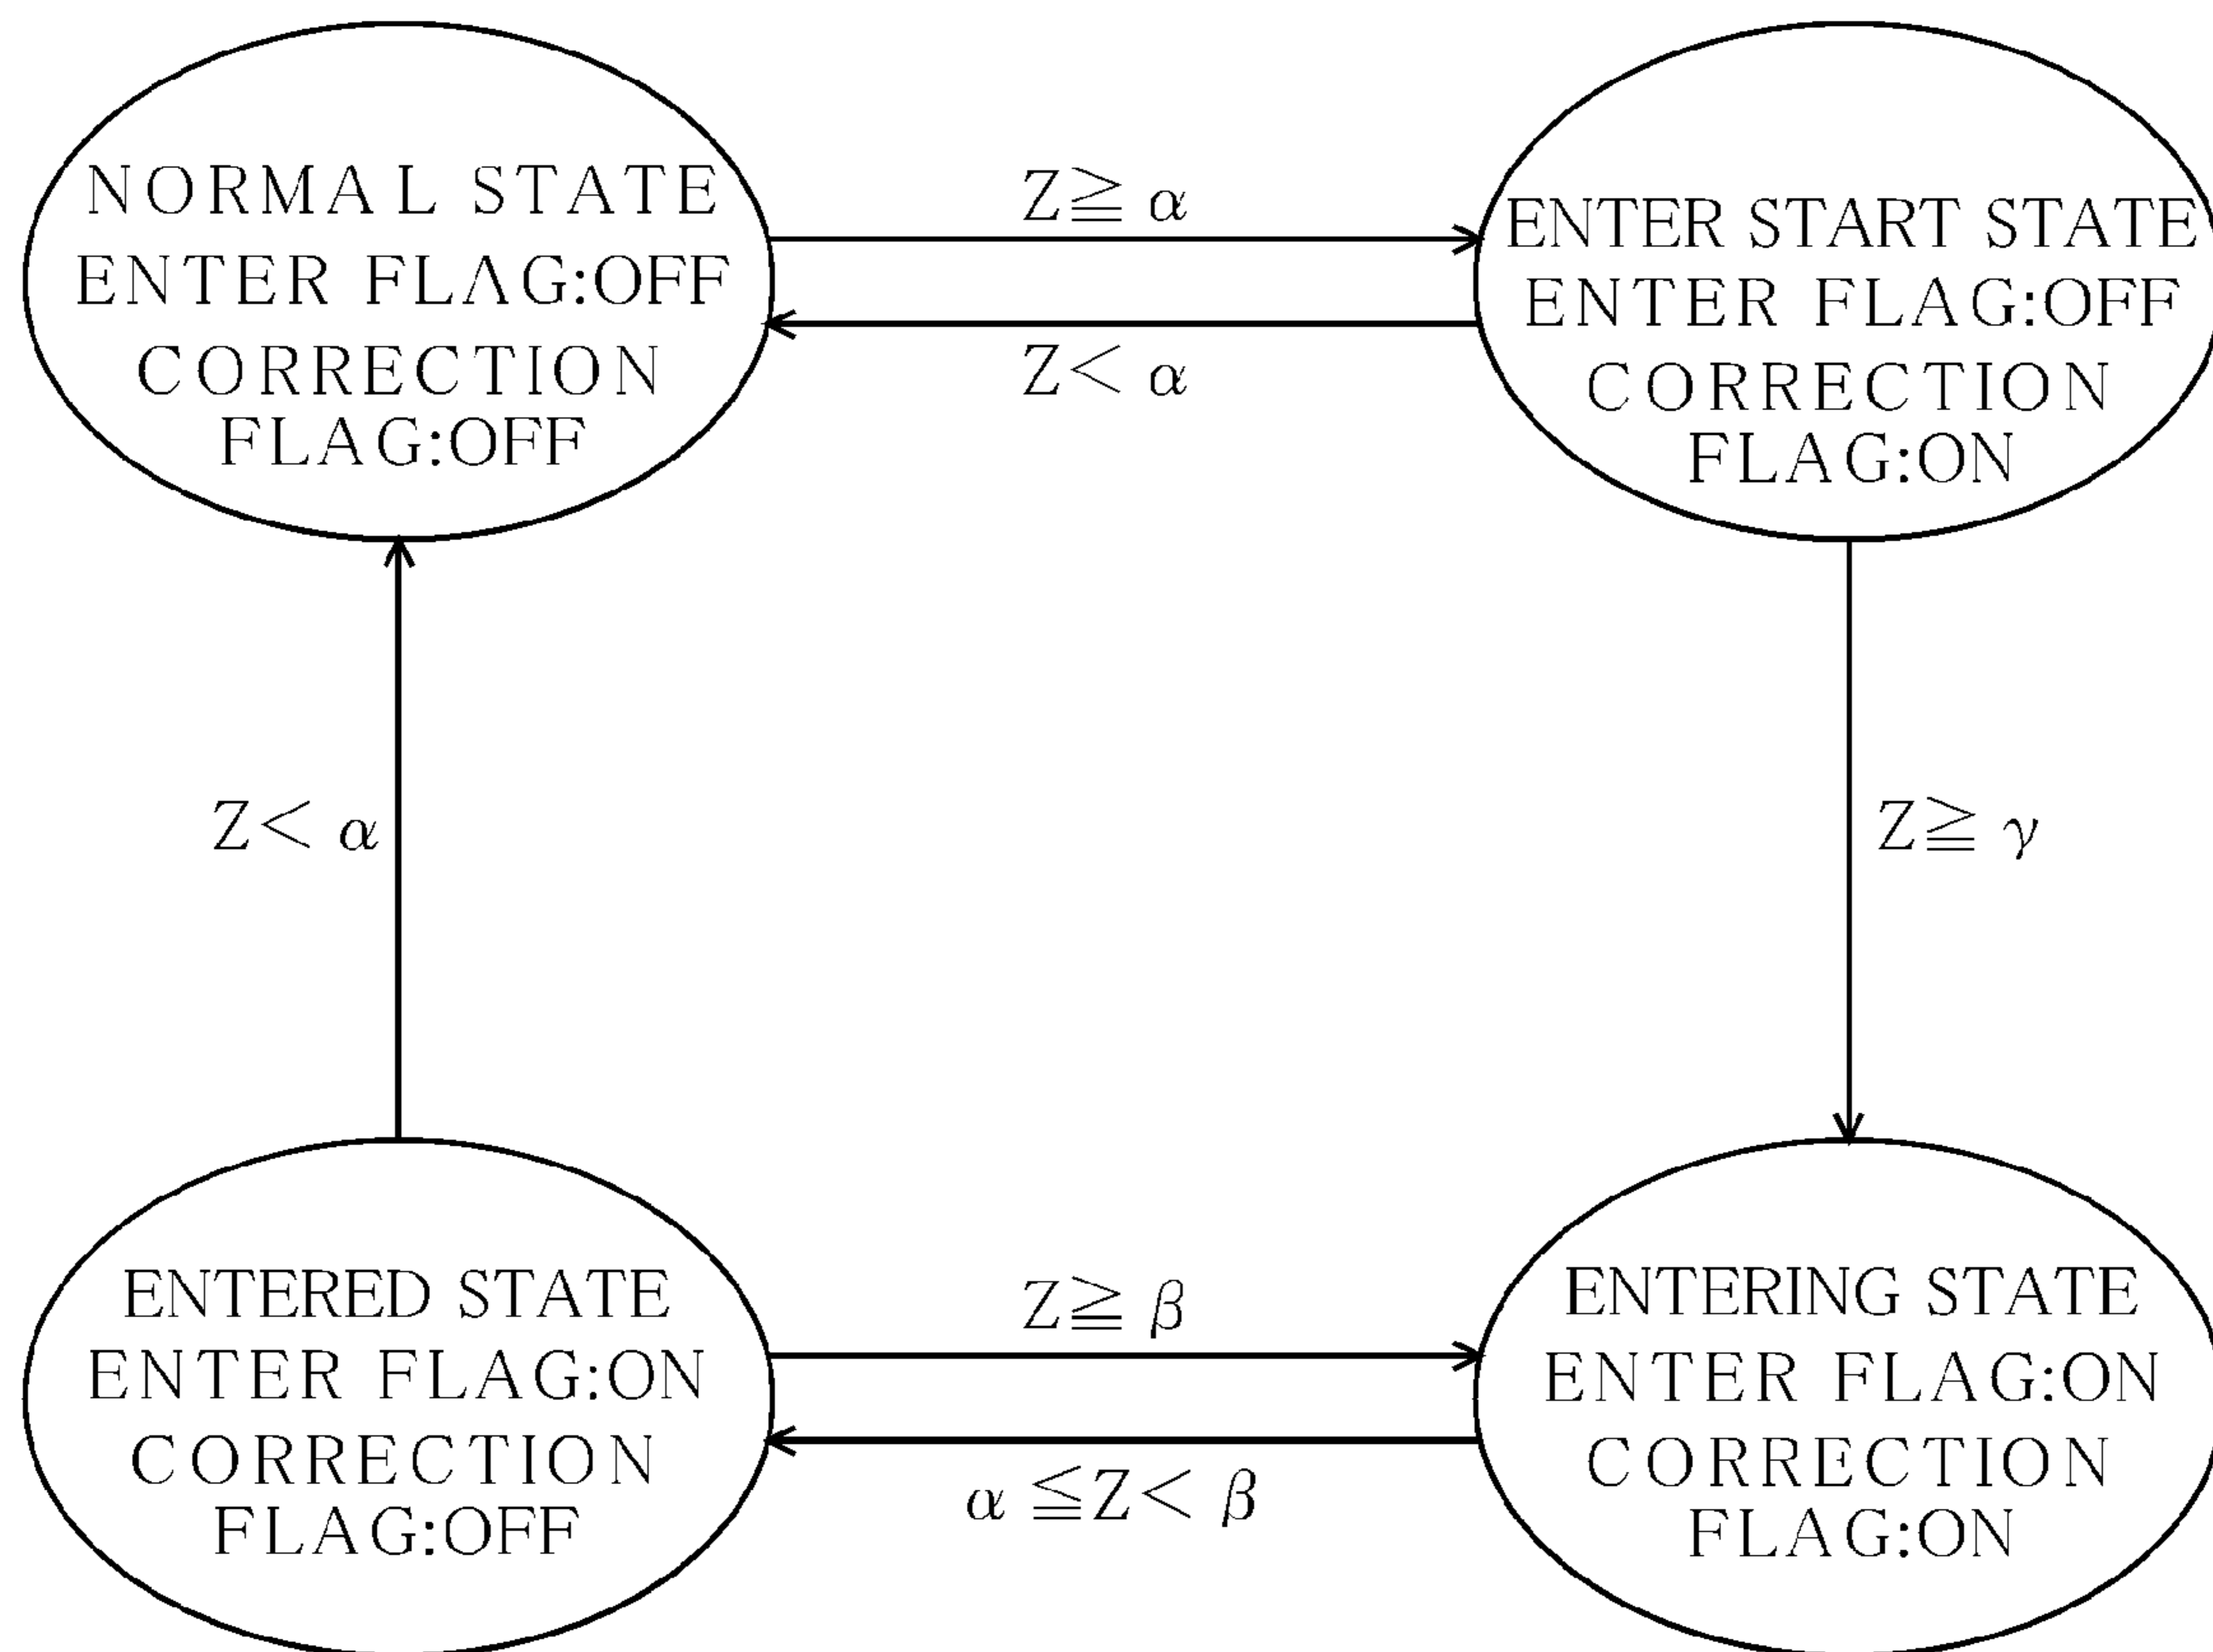 NORMAL STATE
ENTER FLAG:OFF
CORRECTION
FLAG:OFF
Z≧ α
Z< α
ENTER START STATE
ENTER FLAG:OFF
CORRECTION
FLAG:ON
Z< α
Z≧ γ
ENTERED STATE
ENTER FLAG:ON
CORRECTION
FLAG:OFF
Z≧ β
α ≦Z< β
ENTERING STATE
ENTER FLAG:ON
CORRECTION
FLAG:ON